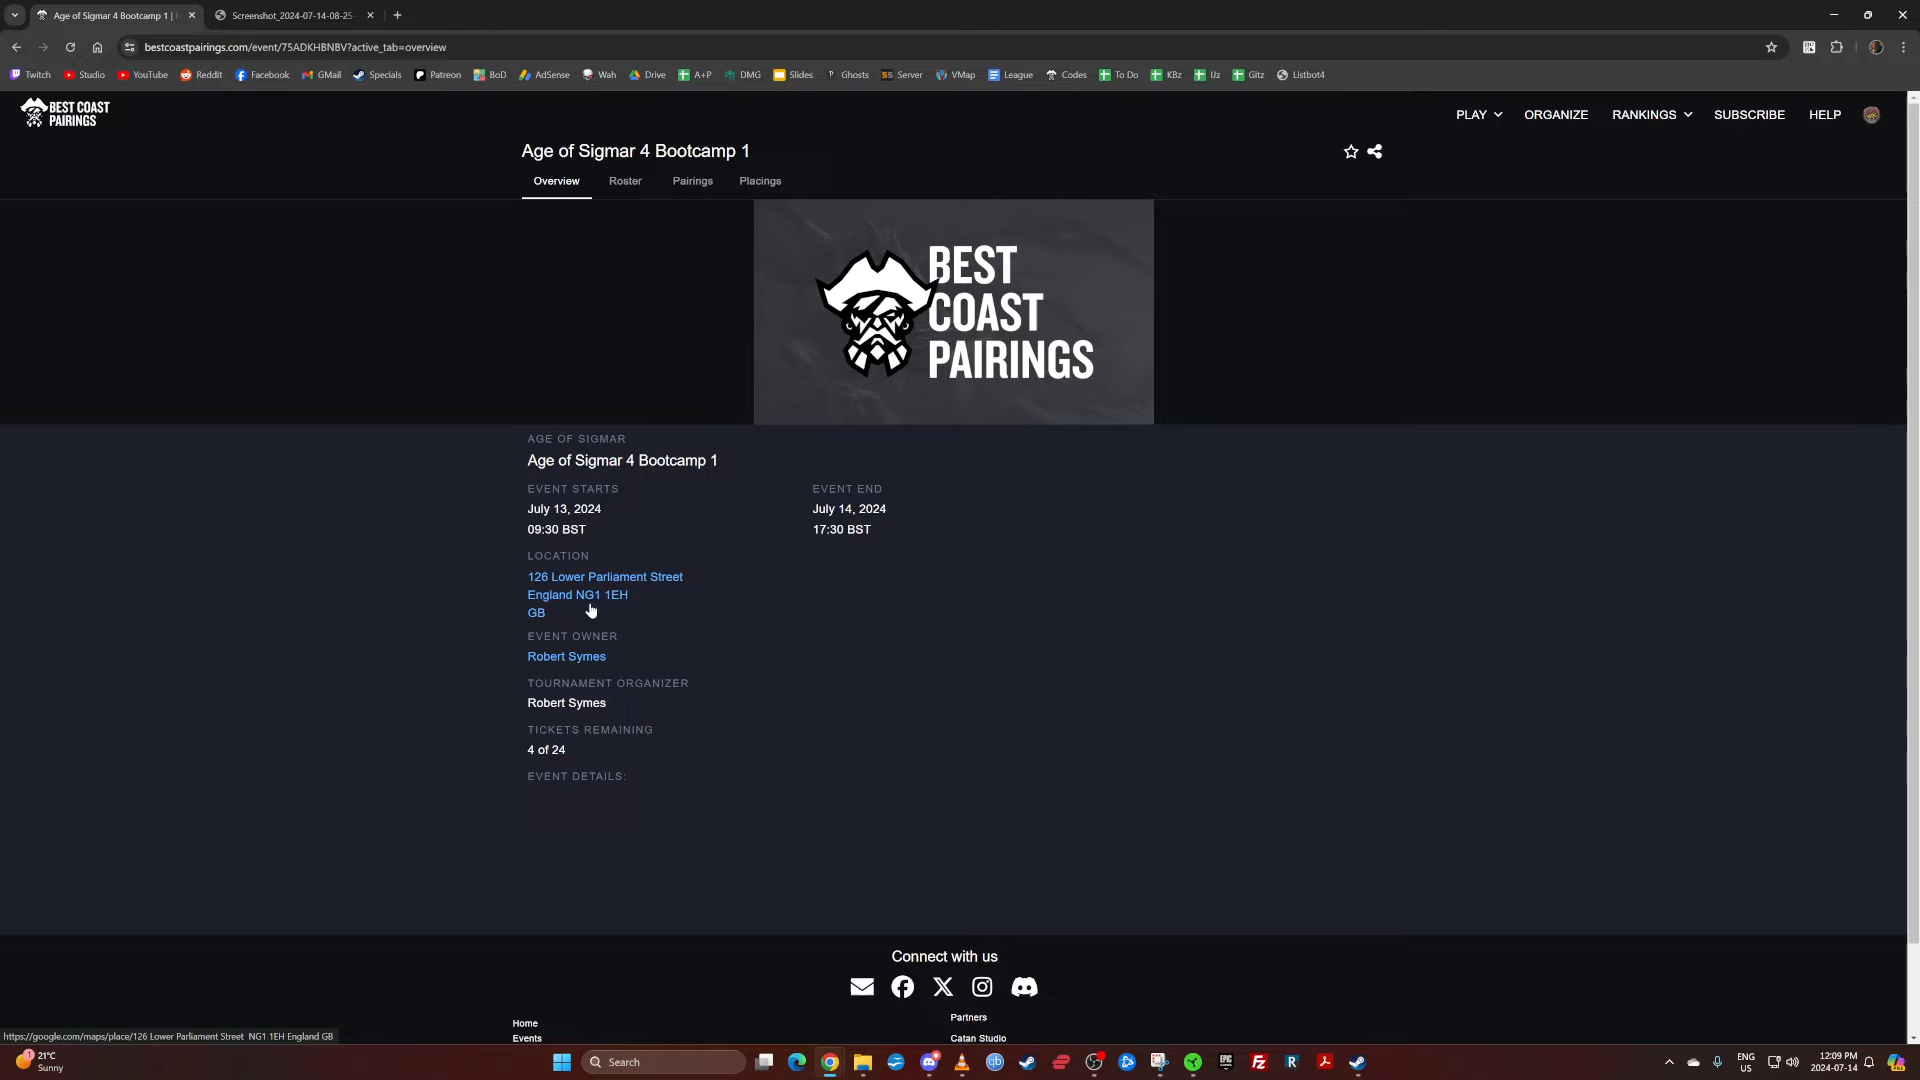 Age of Sigmar 4 Bootcamp 1 |
Screenshot_2024-07-14-08-25-
bestcoastpairings.com/event/75ADKHBNBV?active_tab=overview
Twitch Studio YouTube Reddit Facebook GMail Specials Patreon BoD AdSense Wah Drive A+P DMG Slides Ghosts Server VMap League Codes To Do KBz IJz Gitz Listbot4
BEST COAST
PAIRINGS
PLAY ORGANIZE RANKINGS SUBSCRIBE HELP
Age of Sigmar 4 Bootcamp 1
Overview Roster Pairings Placings
BEST
COAST
PAIRINGS
AGE OF SIGMAR
Age of Sigmar 4 Bootcamp 1
EVENT STARTS EVENT END
July 13, 2024 July 14, 2024
09:30 BST 17:30 BST
LOCATION
126 Lower Parliament Street
England NG1 1EH
GB
EVENT OWNER
Robert Symes
TOURNAMENT ORGANIZER
Robert Symes
TICKETS REMAINING
4 of 24
EVENT DETAILS:
Connect with us
Home Partners
Events Catan Studio
https://google.com/maps/place/126 Lower Parliament Street NG1 1EH England GB
21°C
Sunny
Search
ENG
US
12:09 PM
2024-07-14